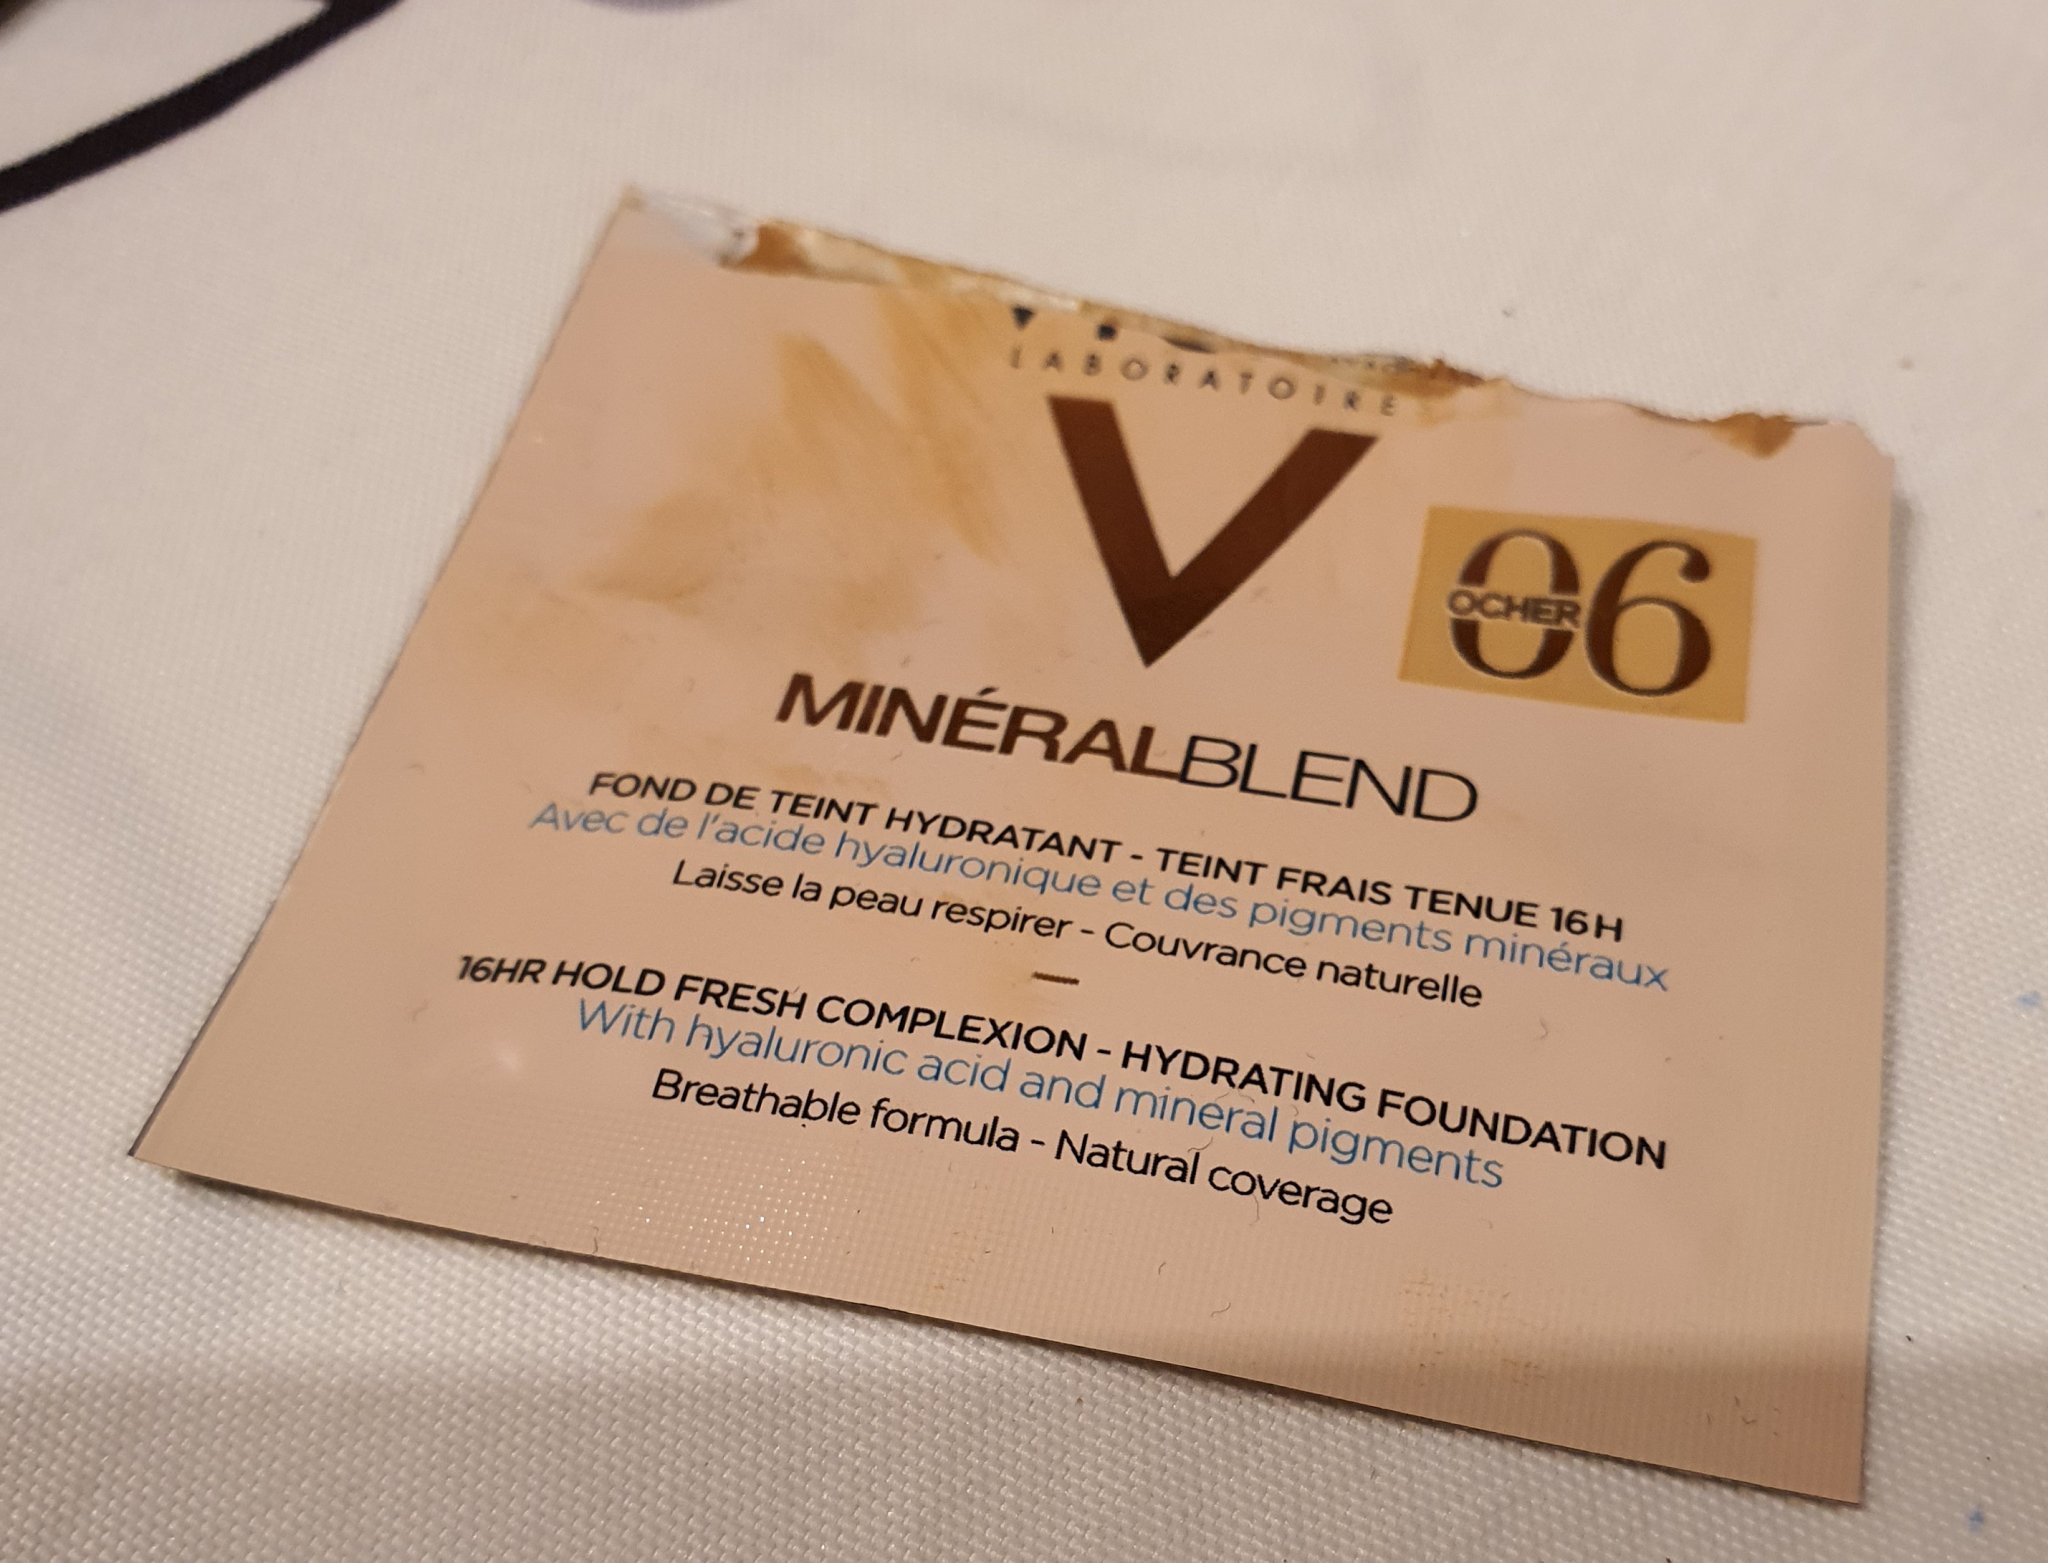 LABORATOIRE
V
06
OCHER
MINÉRALBLEND
FOND DE TEINT HYDRATANT - TEINT FRAIS TENUE 16H
Avec de l'acide hyaluronique et des pigments minéraux
Laisse la peau respirer - Couvrance naturelle
16HR HOLD FRESH COMPLEXION - HYDRATING FOUNDATION
With hyaluronic acid and mineral pigments
Breathable formula - Natural coverage